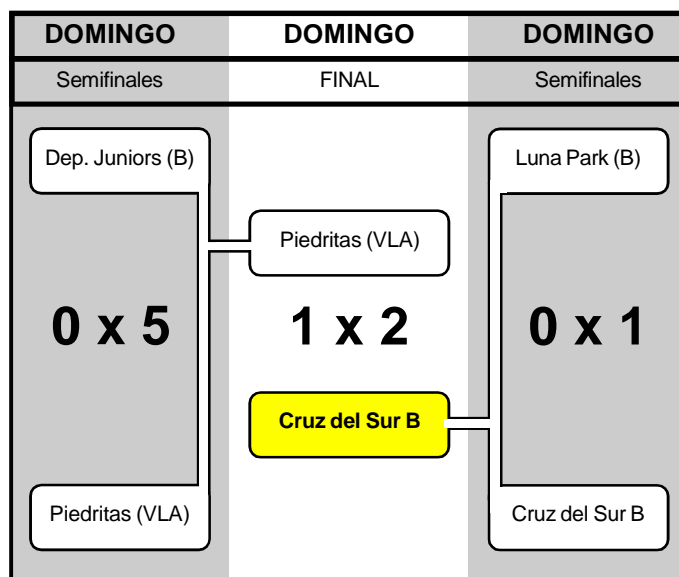 DOMINGO DOMINGO DOMINGO
Semifinales FINAL Semifinales
Dep. Juniors (B) Luna Park (B)
Piedritas (VLA)
0 x 5 1 x 2 0 x 1
Cruz del Sur B
Piedritas (VLA) Cruz del Sur B